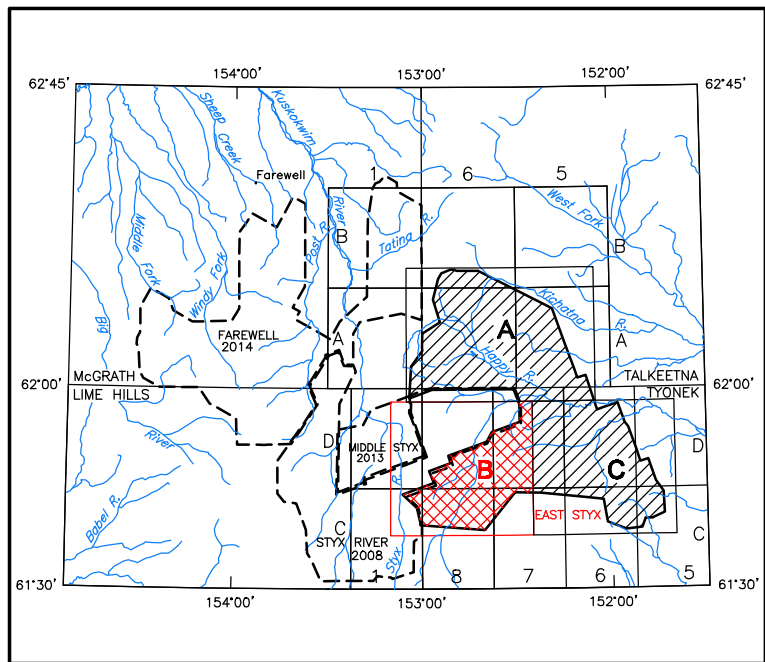 154°00'
153°00'
152°00'
62°45'
62°45'
Sheep Creek
Kuskokwim
River
Farewell
1
6
5
West Fork
Middle
Fork
Windy Fork
Post R.
B
Tatina R.
B
Big
Kichatna
R.
FAREWELL
2014
A
A
A
Happy
R.
McGRATH
TALKEETNA
62°00'
62°00'
LIME HILLS
TYONEK
River
D
MIDDLE STYX
2013
B
C
D
Babel R.
C
STYX RIVER
2008
Styx
R.
EAST STYX
C
61°30'
1
8
7
6
5
61°30'
154°00'
153°00'
152°00'